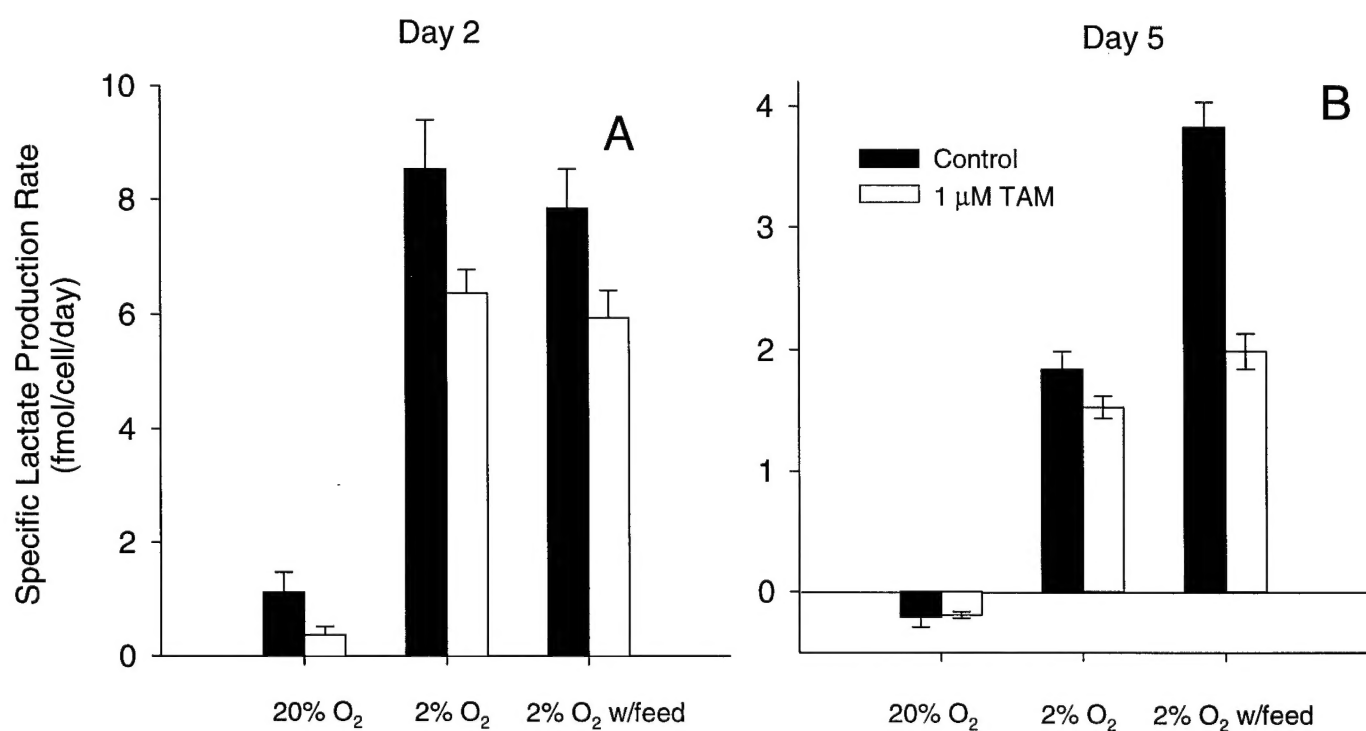 Day 2
Day 5
Specific Lactate Production Rate
(fmol/cell/day)
10
8
6
4
2
0
A
20% O₂
2% O₂
2% O₂ w/feed
4
3
2
1
0
B
Control
1 μM TAM
20% O₂
2% O₂
2% O₂ w/feed